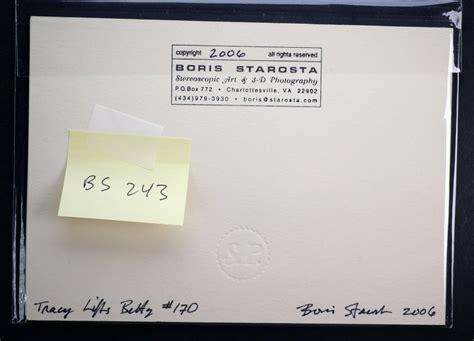 copyright 2006 all rights reserved
BORIS STAROSTA
Stereoscopic Art & 3-D Photography
P.O.Box 772 • Charlottesville, VA 22902
(434)979-3930 • boris@starosta.com
BS 243
S.P.
Tracy Lifts Betty #170 Boris Starosta 2006